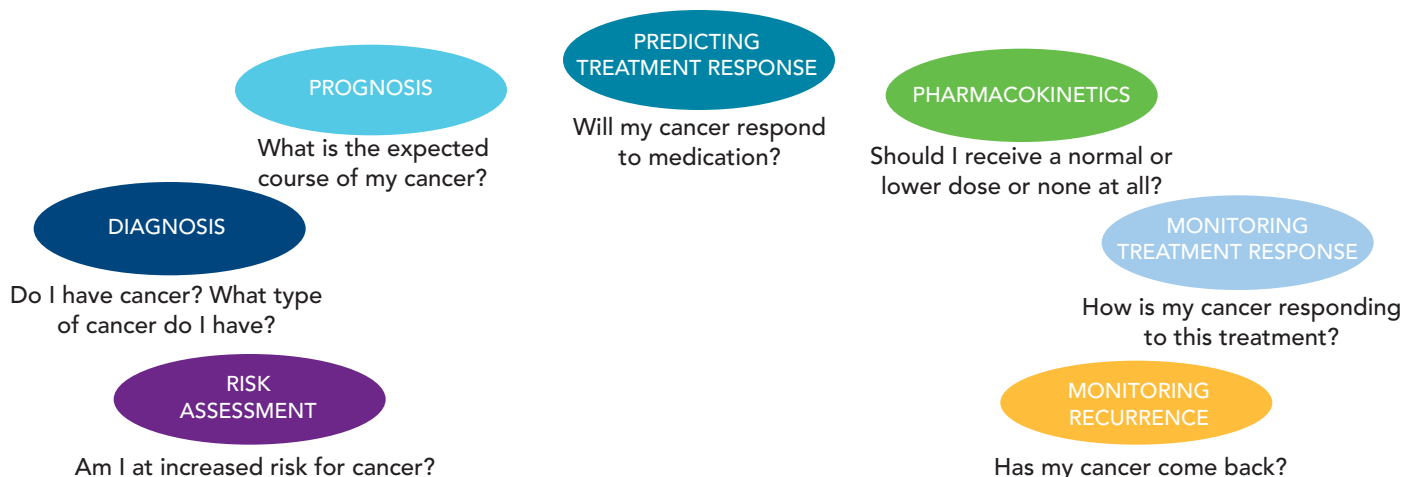 PREDICTING
TREATMENT RESPONSE
Will my cancer respond
to medication?
PROGNOSIS
What is the expected
course of my cancer?
PHARMACOKINETICS
Should I receive a normal or
lower dose or none at all?
DIAGNOSIS
Do I have cancer? What type
of cancer do I have?
MONITORING
TREATMENT RESPONSE
How is my cancer responding
to this treatment?
RISK
ASSESSMENT
Am I at increased risk for cancer?
MONITORING
RECURRENCE
Has my cancer come back?